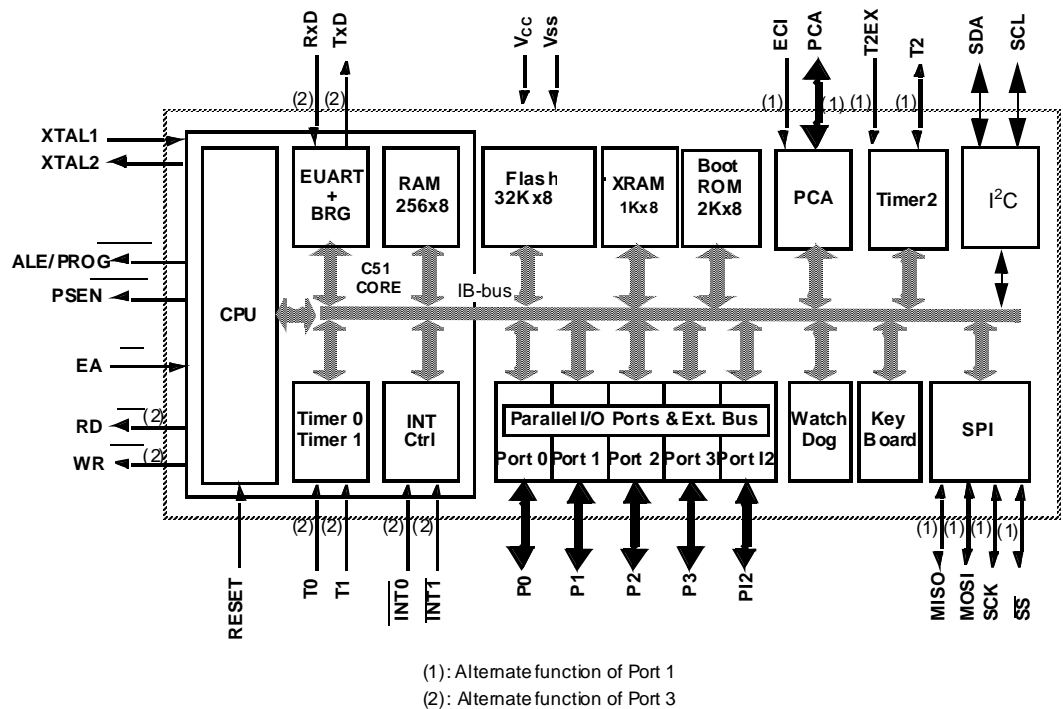 RxD
TxD
VCC
Vss
ECI
PCA
T2EX
T2
SDA
SCL
(2)
(2)
(1)
(1)
(1)
(1)
XTAL1
XTAL2
ALE/PROG
PSEN
EA
RD
(2)
WR
(2)
CPU
EUART
+
BRG
RAM
256x8
C51
CORE
IB-bus
Flash
32Kx8
XRAM
1Kx8
Boot
ROM
2Kx8
PCA
Timer2
I²C
Timer 0
Timer 1
INT
Ctrl
Parallel I/O Ports & Ext. Bus
Port 0
Port 1
Port 2
Port 3
Port I2
Watch
Dog
Key
Board
SPI
(2)
(2)
(2)
(2)
(1)
(1)
(1)
(1)
RESET
T0
T1
INT0
INT1
P0
P1
P2
P3
PI2
MISO
MOSI
SCK
SS
(1): Alternate function of Port 1
(2): Alternate function of Port 3